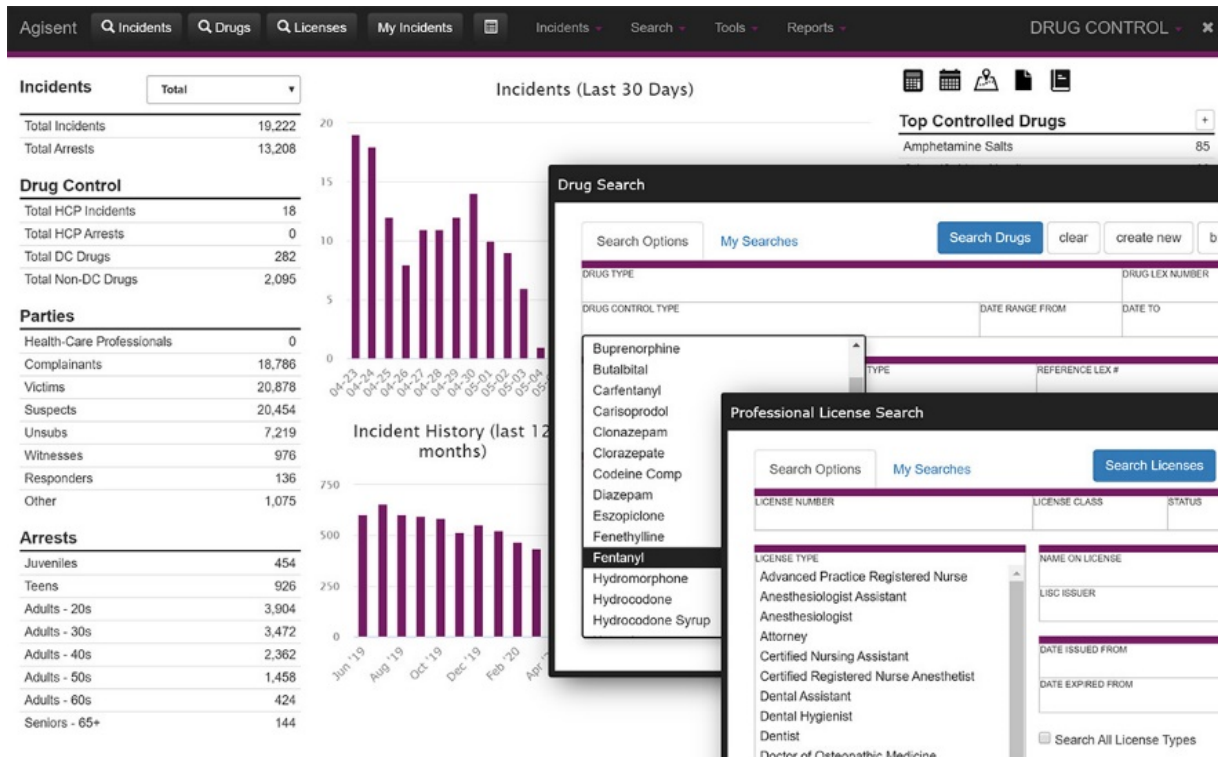 Agisent Incidents Drugs Licenses My Incidents Incidents Search Tools Reports DRUG CONTROL
Incidents Total
Total Incidents 19,222
Total Arrests 13,208
Drug Control
Total HCP Incidents 18
Total HCP Arrests 0
Total DC Drugs 282
Total Non-DC Drugs 2,095
Parties
Health-Care Professionals 0
Complainants 18,786
Victims 20,878
Suspects 20,454
Unsubs 7,219
Witnesses 976
Responders 136
Other 1,075
Arrests
Juveniles 454
Teens 926
Adults - 20s 3,904
Adults - 30s 3,472
Adults - 40s 2,362
Adults - 50s 1,458
Adults - 60s 424
Seniors - 65+ 144
Incidents (Last 30 Days)
20
15
10
5
0
04-23 04-24 04-25 04-26 04-27 04-28 04-29 04-30 05-01 05-02 05-03 05-04
Incident History (last 12
months)
750
500
250
0
Jun '19 Aug '19 Oct '19 Dec '19 Feb '20 Apr
Top Controlled Drugs +
Amphetamine Salts 85
Drug Search
Search Options My Searches Search Drugs clear create new b
DRUG TYPE DRUG LEX NUMBER
DRUG CONTROL TYPE DATE RANGE FROM DATE TO
TYPE REFERENCE LEX #
Buprenorphine
Butalbital
Carfentanyl
Carisoprodol
Clonazepam
Clorazepate
Codeine Comp
Diazepam
Eszopiclone
Fenethylline
Fentanyl
Hydromorphone
Hydrocodone
Hydrocodone Syrup
Professional License Search
Search Options My Searches Search Licenses
LICENSE NUMBER LICENSE CLASS STATUS
LICENSE TYPE
Advanced Practice Registered Nurse
Anesthesiologist Assistant
Anesthesiologist
Attorney
Certified Nursing Assistant
Certified Registered Nurse Anesthetist
Dental Assistant
Dental Hygienist
Dentist
Doctor of Osteopathic Medicine
NAME ON LICENSE
LISC ISSUER
DATE ISSUED FROM
DATE EXPIRED FROM
Search All License Types